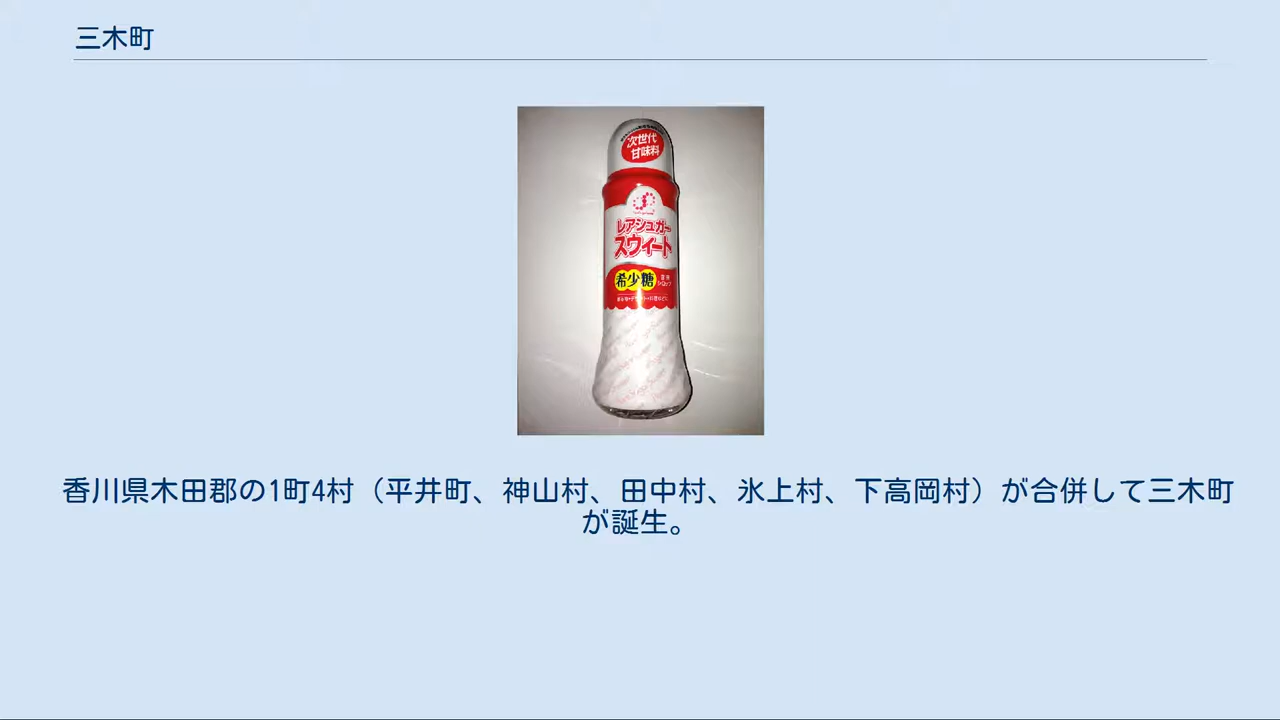 三木町
次世代
甘味料
レアシュガー
スウィート
希少糖
香川県木田郡の1町4村（平井町、神山村、田中村、氷上村、下高岡村）が合併して三木町
が誕生。